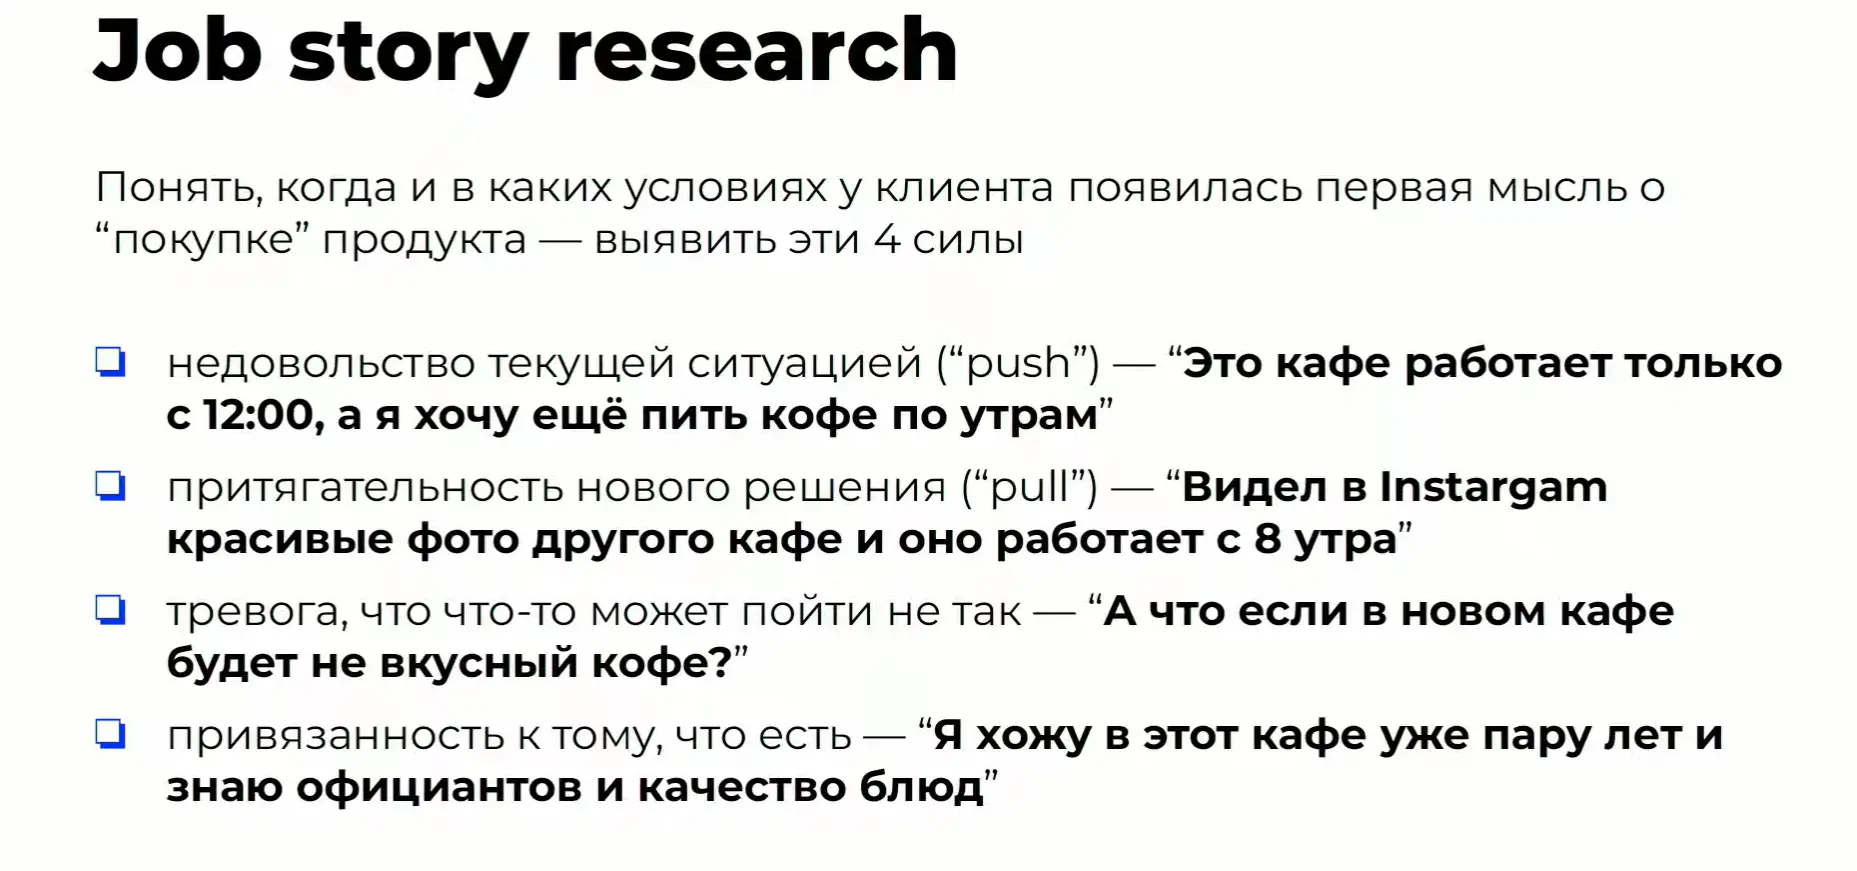 Job story research
Понять, когда и в каких условиях у клиента появилась первая мысль о
“покупке” продукта — выявить эти 4 силы
недовольство текущей ситуацией (“push”) — “Это кафе работает только
с 12:00, а я хочу ещё пить кофе по утрам”
притягательность нового решения (“pull”) — “Видел в Instargam
красивые фото другого кафе и оно работает с 8 утра”
тревога, что что-то может пойти не так — “А что если в новом кафе
будет не вкусный кофе?”
привязанность к тому, что есть — “Я хожу в этот кафе уже пару лет и
знаю официантов и качество блюд”